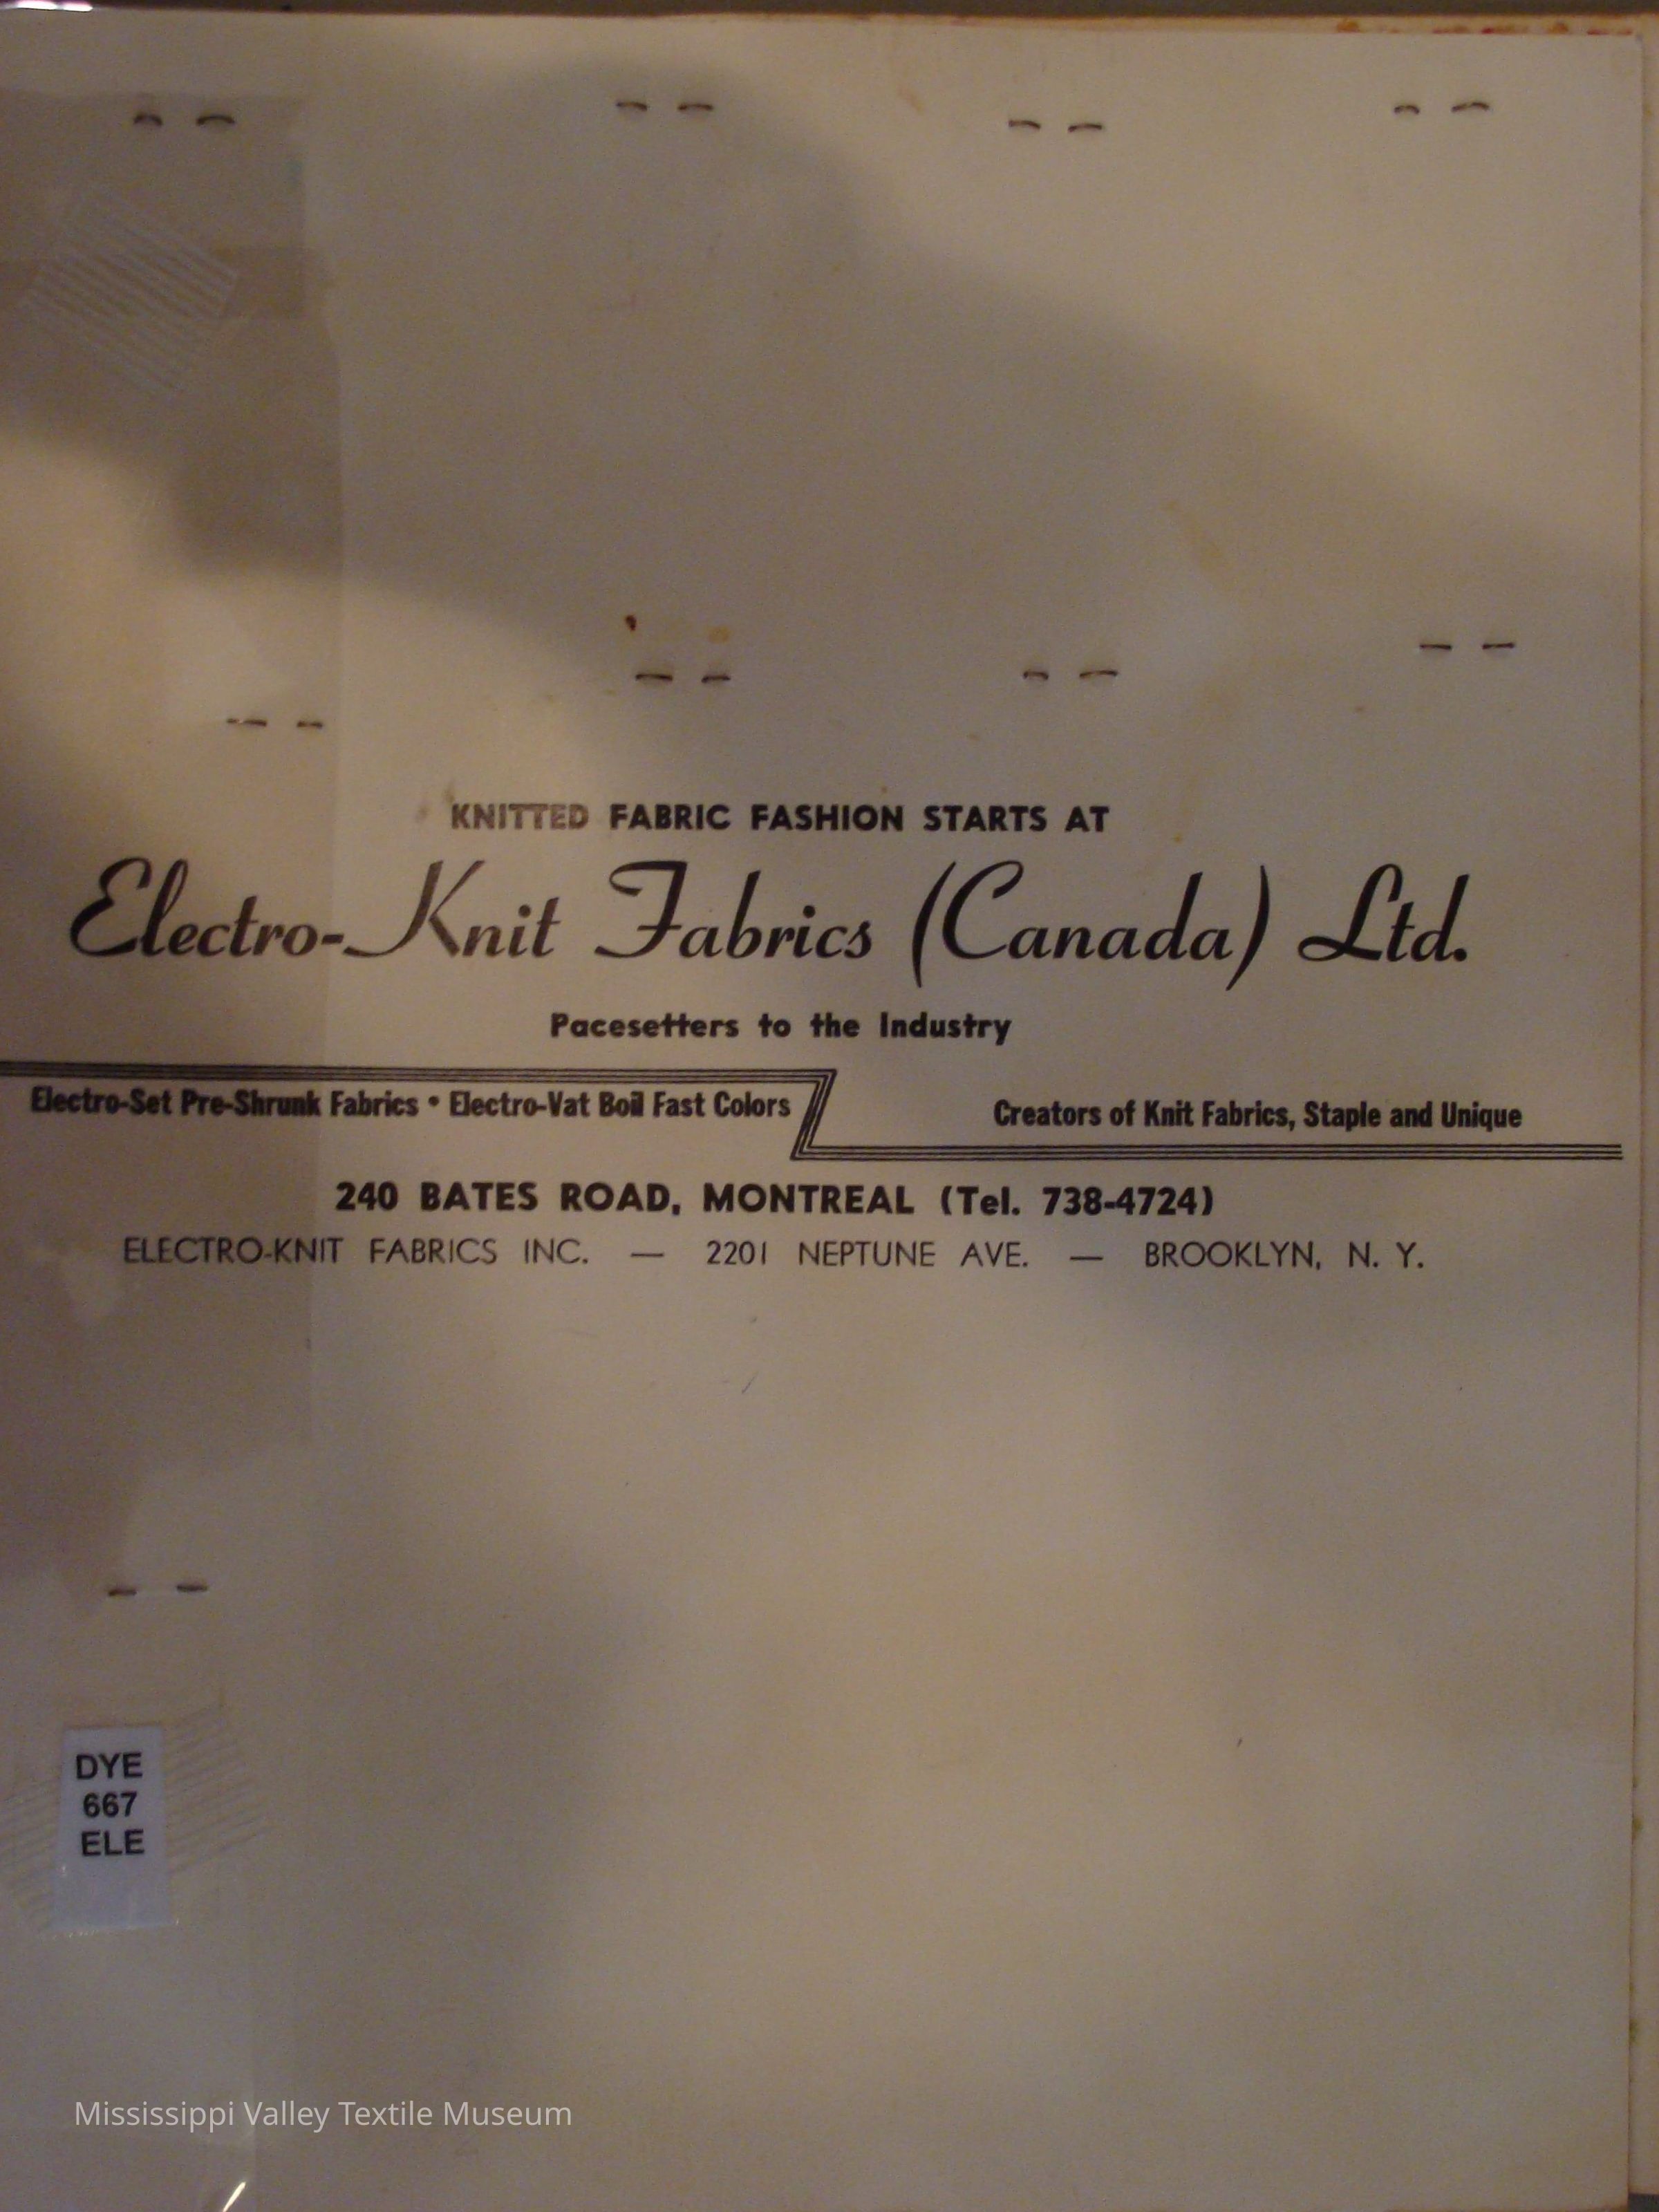 KNITTED FABRIC FASHION STARTS AT
Electro-Knit Fabrics (Canada) Ltd.
Pacesetters to the Industry
Electro-Set Pre-Shrunk Fabrics • Electro-Vat Boil Fast Colors
Creators of Knit Fabrics, Staple and Unique
240 BATES ROAD, MONTREAL (Tel. 738-4724)
ELECTRO-KNIT FABRICS INC. — 2201 NEPTUNE AVE. — BROOKLYN, N. Y.
DYE
667
ELE
Mississippi Valley Textile Museum